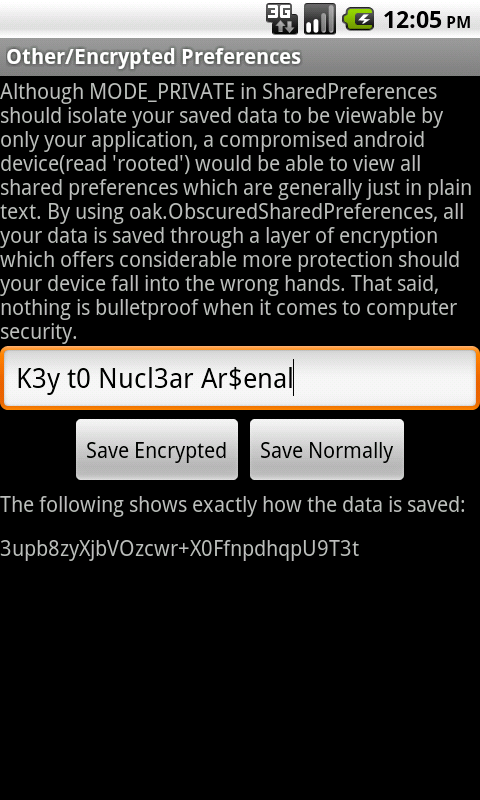 3G 12:05 PM
Other/Encrypted Preferences
Although MODE_PRIVATE in SharedPreferences
should isolate your saved data to be viewable by
only your application, a compromised android
device(read 'rooted') would be able to view all
shared preferences which are generally just in plain
text. By using oak.ObscuredSharedPreferences, all
your data is saved through a layer of encryption
which offers considerable more protection should
your device fall into the wrong hands. That said,
nothing is bulletproof when it comes to computer
security.
K3y t0 Nucl3ar Ar$enal
Save Encrypted Save Normally
The following shows exactly how the data is saved:
3upb8zyXjbVOzcwr+X0FfnpdhqpU9T3t